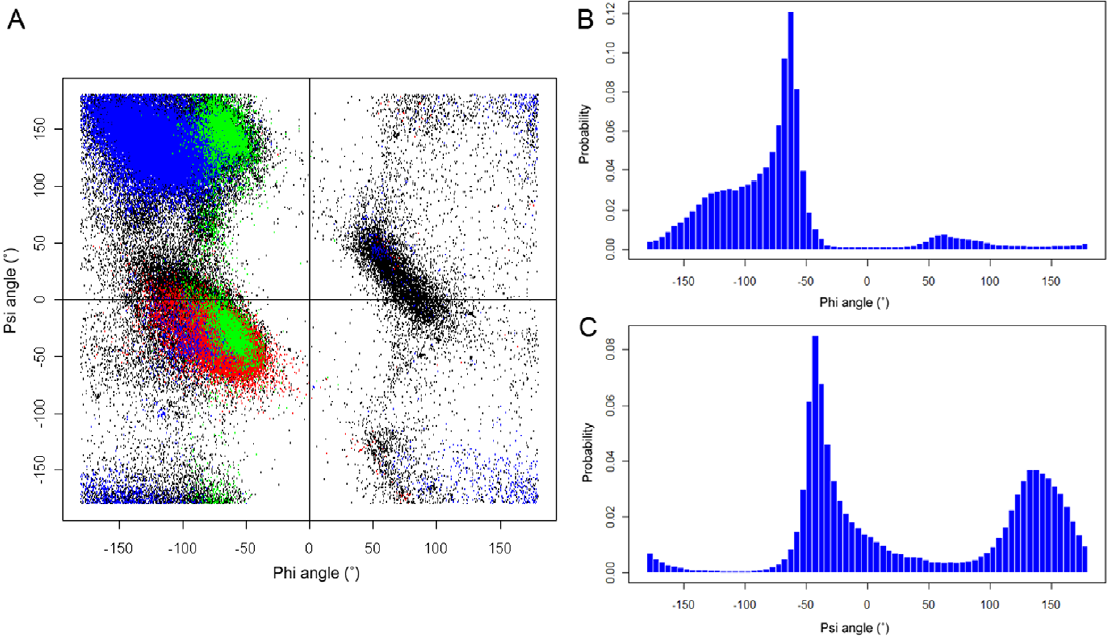 A
Psi angle (°)
150
100
50
0
-50
-100
-150
-150 -100 -50 0 50 100 150
Phi angle (°)
B
Probability
0.12
0.10
0.08
0.06
0.04
0.02
0.00
-150 -100 -50 0 50 100 150
Phi angle (°)
C
Probability
0.08
0.06
0.04
0.02
0.00
-150 -100 -50 0 50 100 150
Psi angle (°)